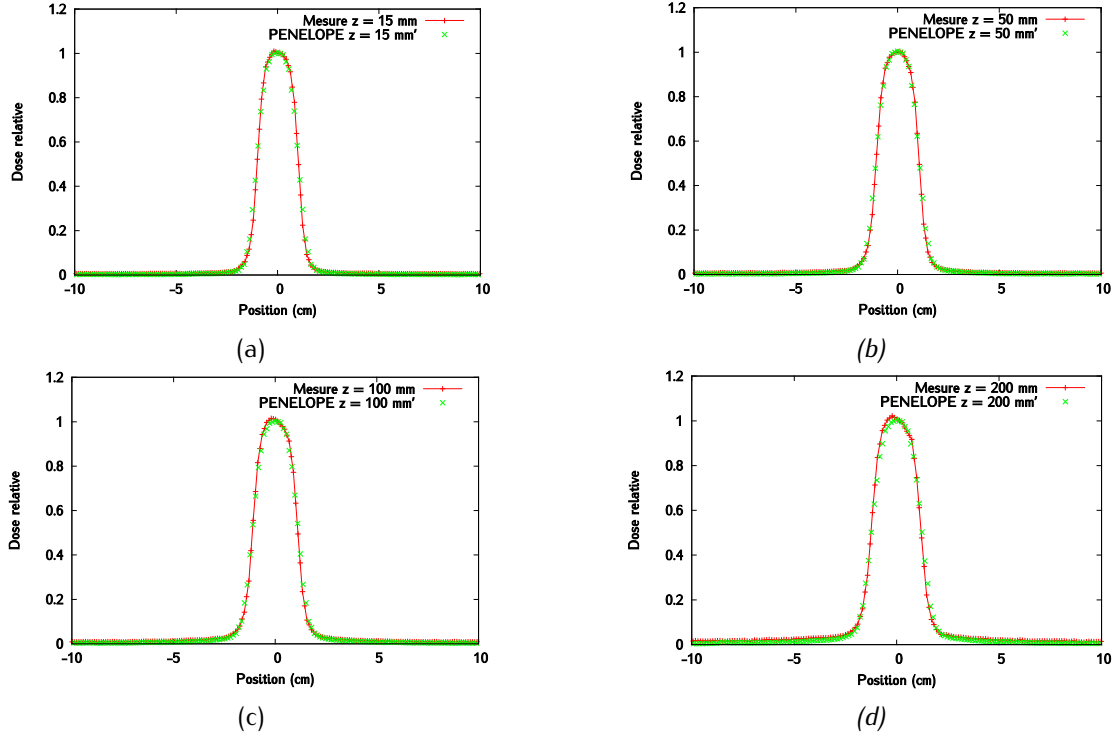 1.2
1
0.8
0.6
0.4
0.2
0
Dose relative
Mesure z = 15 mm
PENELOPE z = 15 mm'
−10
−5
0
5
10
Position (cm)
(a)
1.2
1
0.8
0.6
0.4
0.2
0
Dose relative
Mesure z = 50 mm
PENELOPE z = 50 mm'
−10
−5
0
5
10
Position (cm)
(b)
1.2
1
0.8
0.6
0.4
0.2
0
Dose relative
Mesure z = 100 mm
PENELOPE z = 100 mm'
−10
−5
0
5
10
Position (cm)
(c)
1.2
1
0.8
0.6
0.4
0.2
0
Dose relative
Mesure z = 200 mm
PENELOPE z = 200 mm'
−10
−5
0
5
10
Position (cm)
(d)